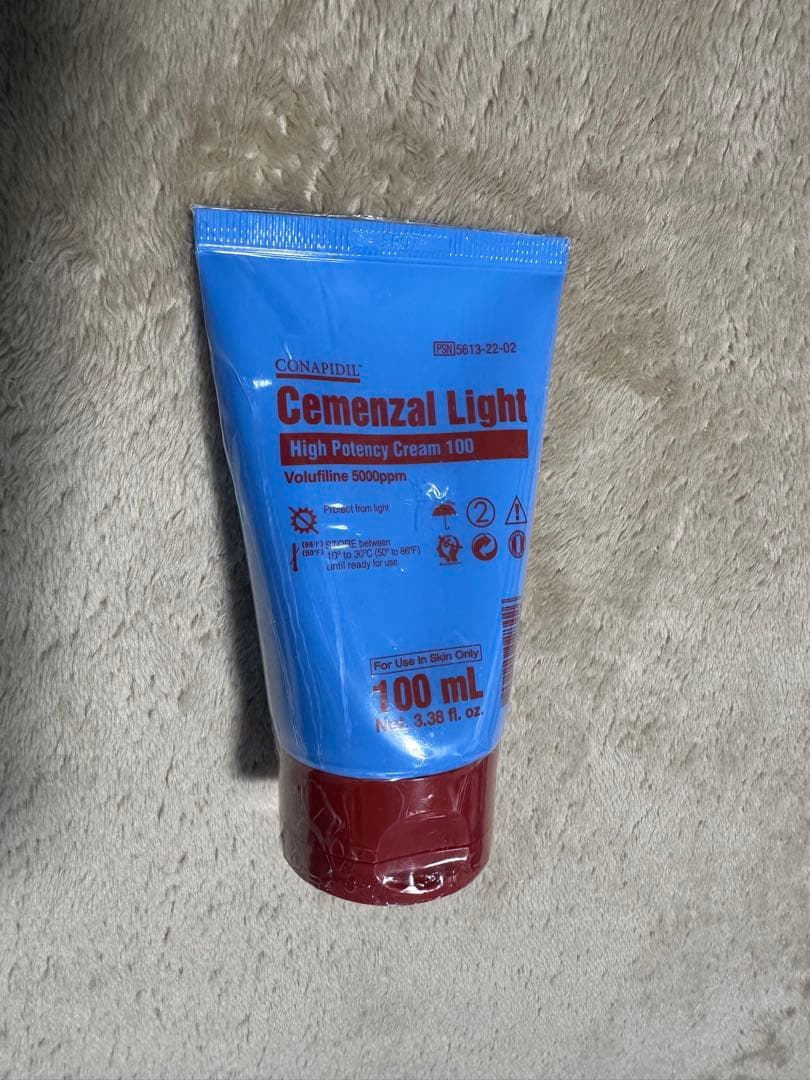 PSN 5613-22-02
CONAPIDIL™
Cemenzal Light
High Potency Cream 100
Volufiline 5000ppm
Protect from light
2
(86°F)
(50°F)
STORE between
10° to 30°C (50° to 86°F)
until ready for use.
For Use In Skin Only
100 mL
Net. 3.38 fl. oz.